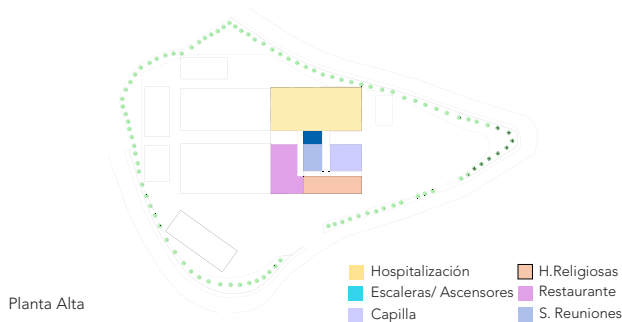 Hospitalización
Escaleras/ Ascensores
Capilla
H.Religiosas
Restaurante
S. Reuniones
Planta Alta